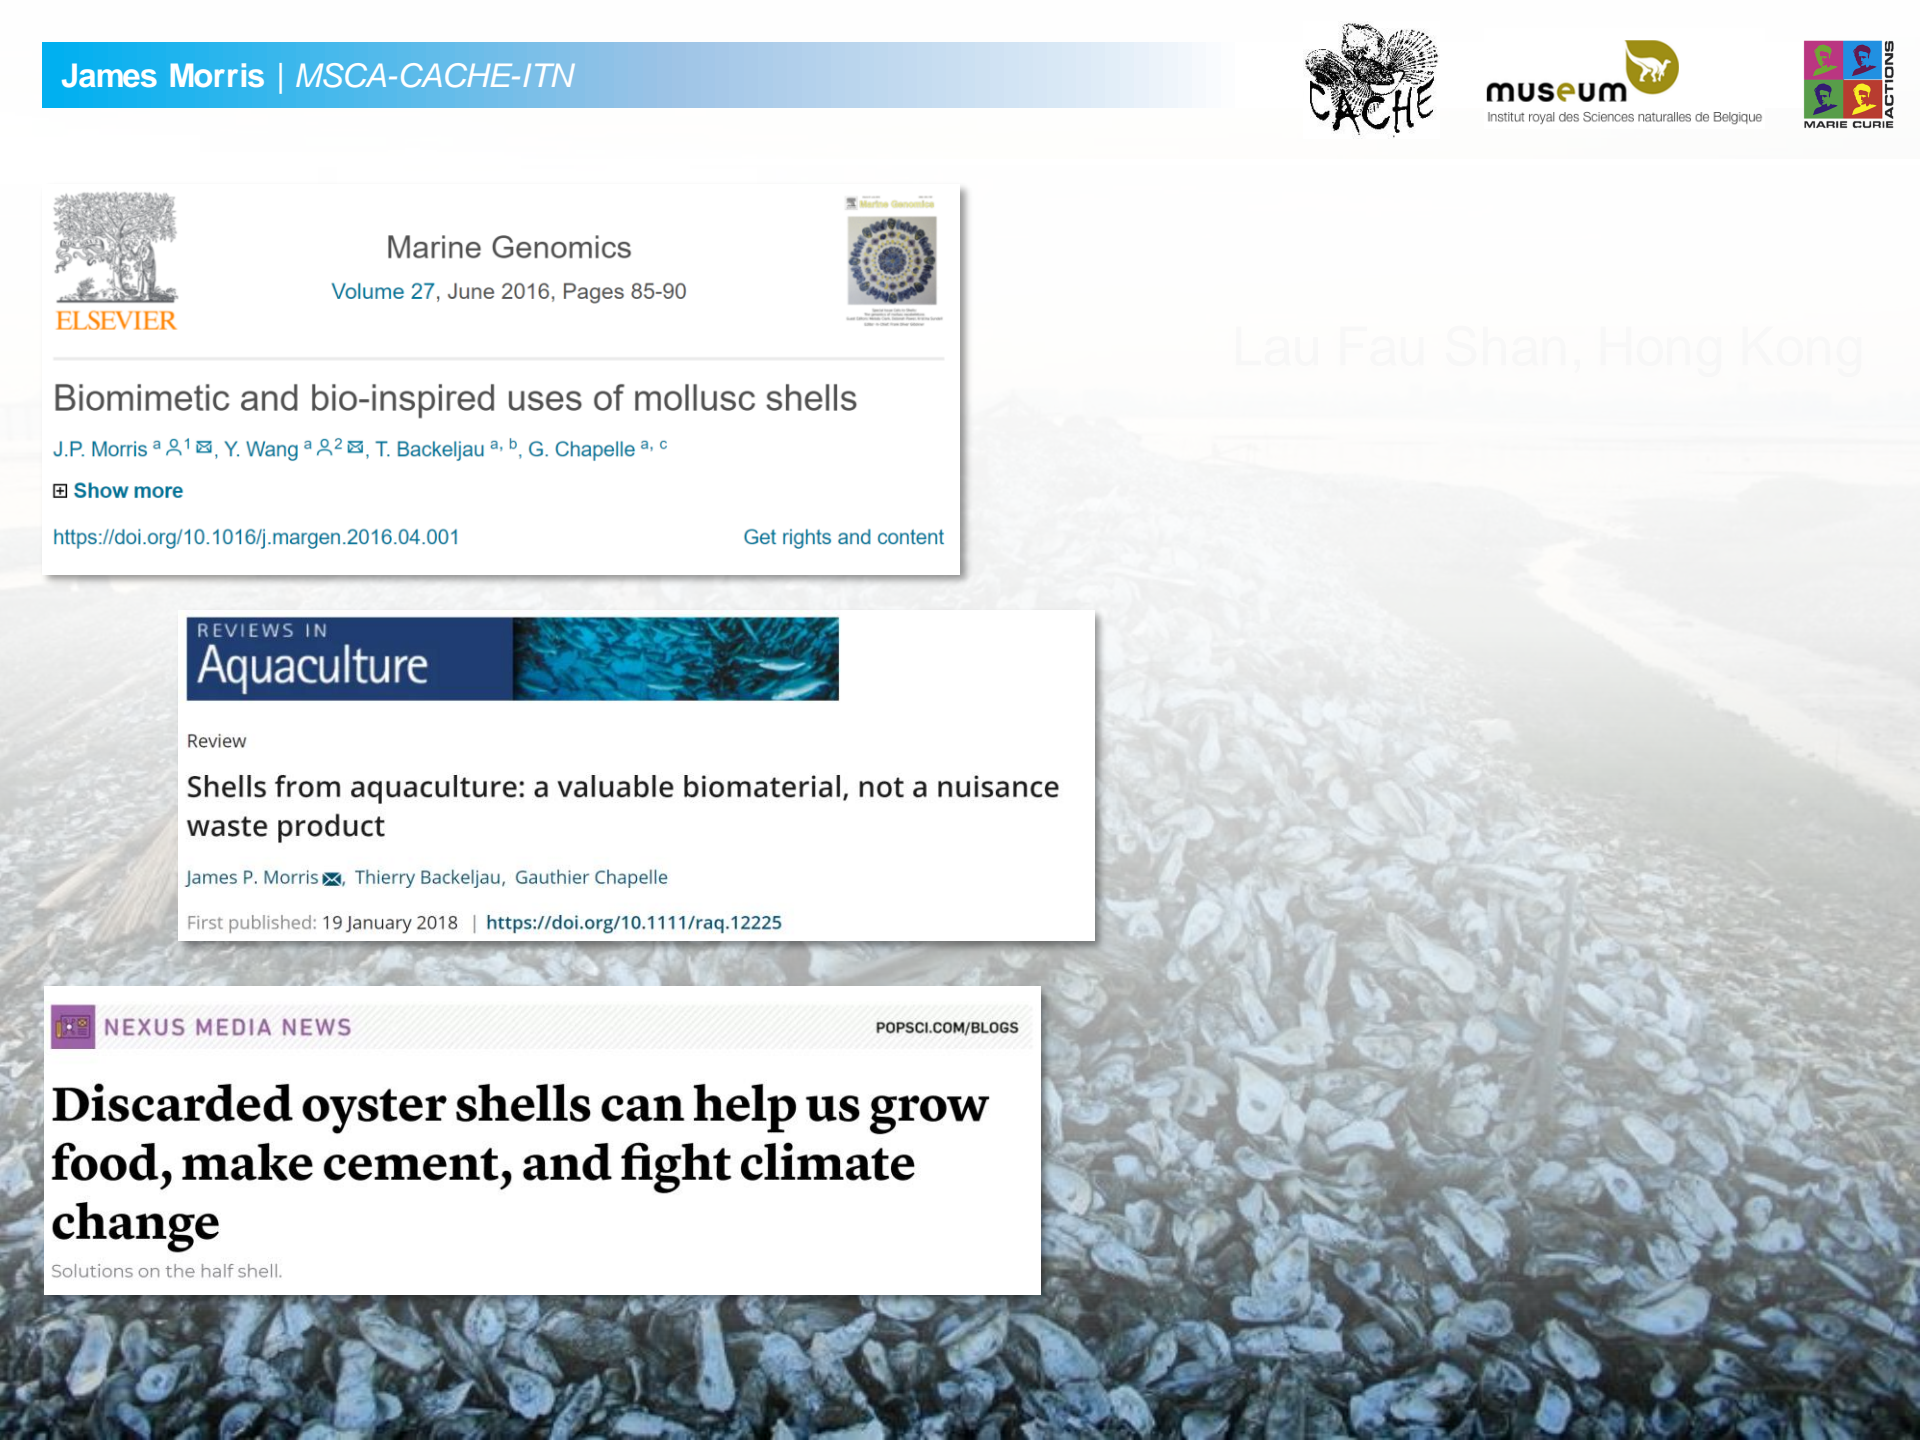 James Morris | MSCA-CACHE-ITN
CACHE
museum
Institut royal des Sciences naturelles de Belgique
MARIE CURIE ACTIONS
ELSEVIER
Marine Genomics
Volume 27, June 2016, Pages 85-90
Marine Genomics
Lau Fau Shan, Hong Kong
Biomimetic and bio-inspired uses of mollusc shells
J.P. Morris a 1, Y. Wang a 2, T. Backeljau a, b, G. Chapelle a, c
Show more
https://doi.org/10.1016/j.margen.2016.04.001
Get rights and content
REVIEWS IN
Aquaculture
Review
Shells from aquaculture: a valuable biomaterial, not a nuisance
waste product
James P. Morris, Thierry Backeljau, Gauthier Chapelle
First published: 19 January 2018 | https://doi.org/10.1111/raq.12225
NEXUS MEDIA NEWS
POPSCI.COM/BLOGS
Discarded oyster shells can help us grow
food, make cement, and fight climate
change
Solutions on the half shell.